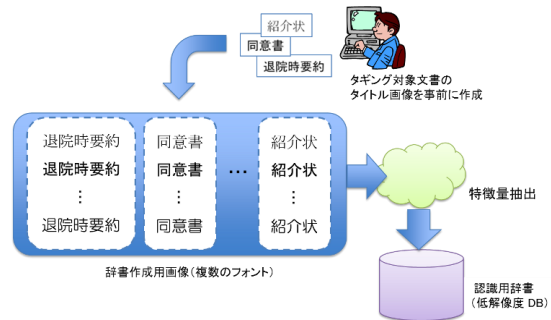 紹介状
同意書
退院時要約
タギング対象文書の
タイトル画像を事前に作成
退院時要約
退院時要約
⋮
退院時要約
同意書
同意書
⋮
同意書
…
紹介状
紹介状
⋮
紹介状
特徴量抽出
辞書作成用画像(複数のフォント)
認識用辞書
(低解像度 DB)